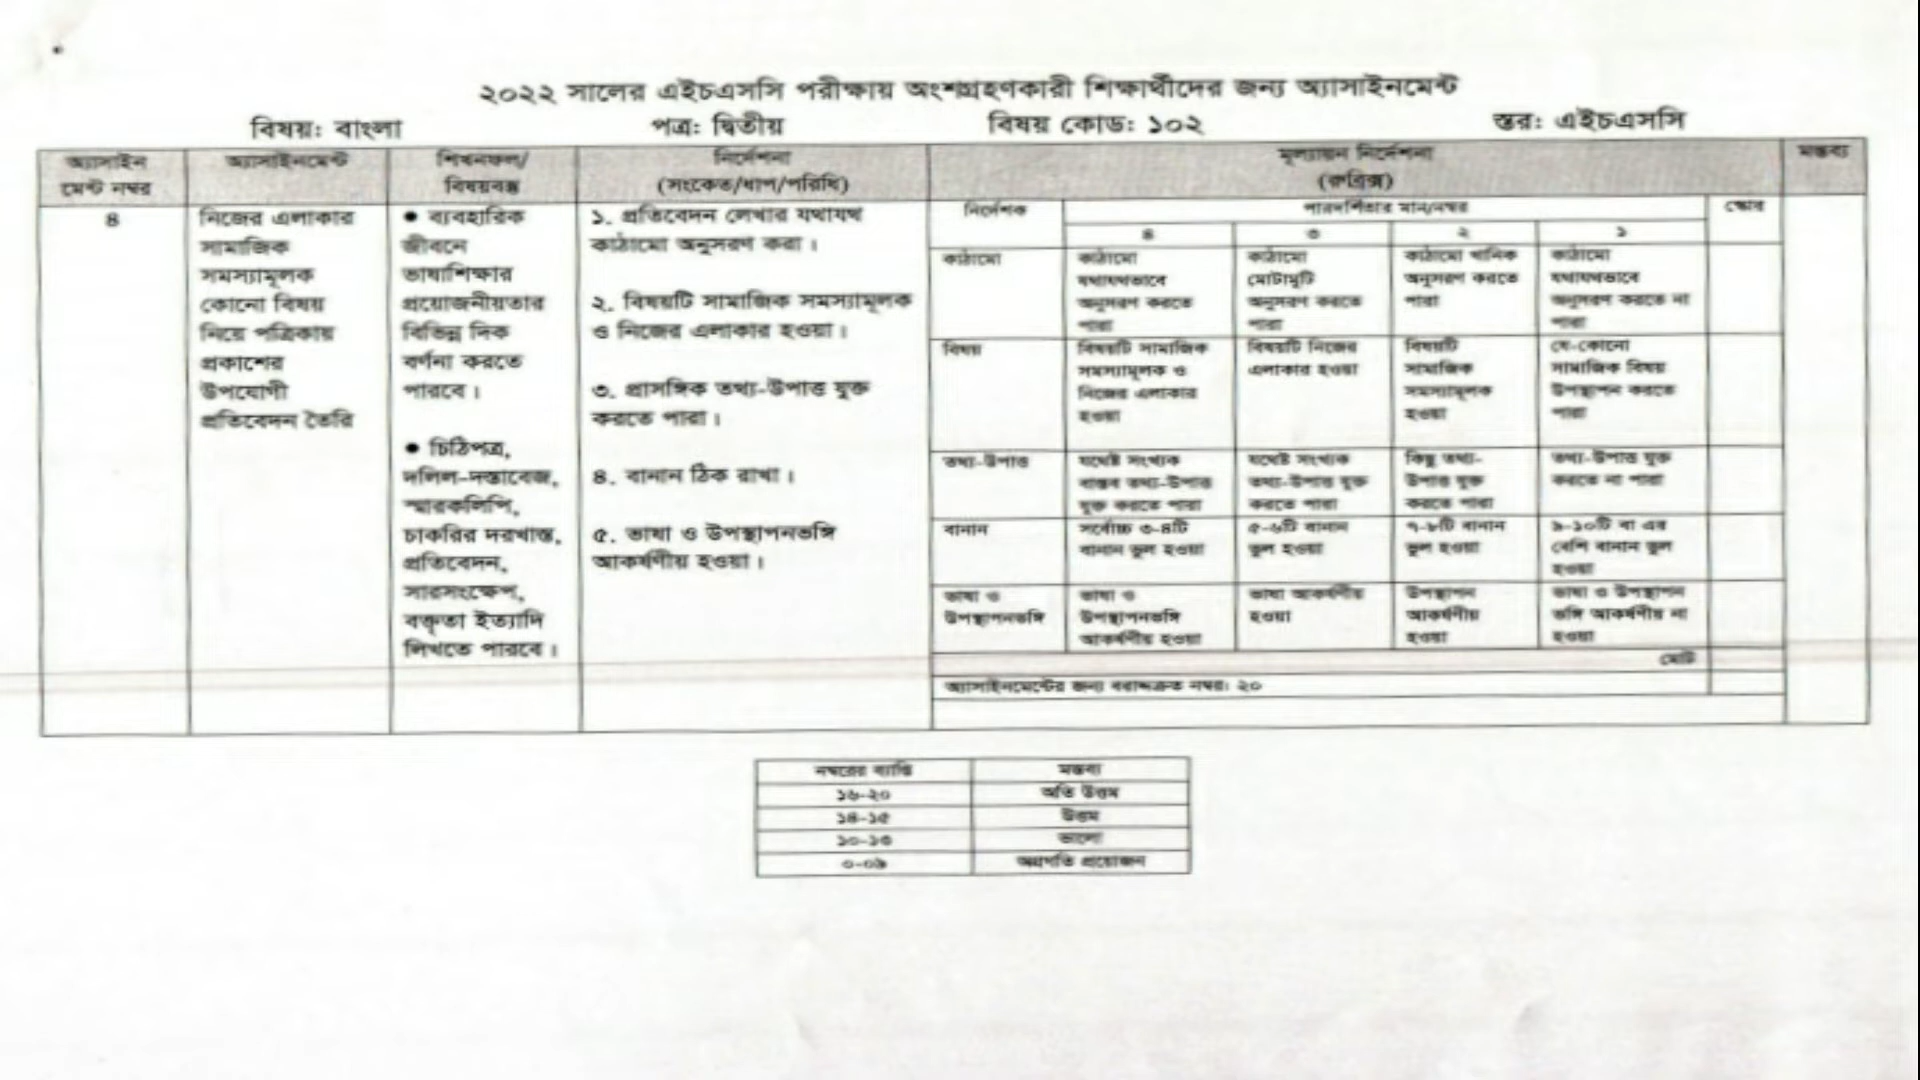 ২০২২ সালের এইচএসসি পরীক্ষায় অংশগ্রহণকারী শিক্ষার্থীদের জন্য অ্যাসাইনমেন্ট
বিষয়: বাংলা পত্র: দ্বিতীয় বিষয় কোড: ১০২ স্তর: এইচএসসি
অ্যাসাইন
মেন্ট নম্বর
অ্যাসাইনমেন্ট
শিখনফল/
বিষয়বস্তু
নির্দেশনা
(সংকেত/ধাপ/পরিধি)
মূল্যায়ন নির্দেশনা
(রুব্রিক্স)
মন্তব্য
৪
নিজের এলাকার
সামাজিক
সমস্যামূলক
কোনো বিষয়
নিয়ে পত্রিকায়
প্রকাশের
উপযোগী
প্রতিবেদন তৈরি
● ব্যবহারিক
জীবনে
ভাষাশিক্ষার
প্রয়োজনীয়তার
বিভিন্ন দিক
বর্ণনা করতে
পারবে।
● চিঠিপত্র,
দলিল-দস্তাবেজ,
স্মারকলিপি,
চাকরির দরখাস্ত,
প্রতিবেদন,
সারসংক্ষেপ,
বক্তৃতা ইত্যাদি
লিখতে পারবে।
১. প্রতিবেদন লেখার যথাযথ
কাঠামো অনুসরণ করা।
২. বিষয়টি সামাজিক সমস্যামূলক
ও নিজের এলাকার হওয়া।
৩. প্রাসঙ্গিক তথ্য-উপাত্ত যুক্ত
করতে পারা।
৪. বানান ঠিক রাখা।
৫. ভাষা ও উপস্থাপনভঙ্গি
আকর্ষণীয় হওয়া।
নির্দেশক
পারদর্শিতার মান/নম্বর
স্কোর
৪ ৩ ২ ১
কাঠামো
কাঠামো
যথাযথভাবে
অনুসরণ করতে
পারা
কাঠামো
মোটামুটি
অনুসরণ করতে
পারা
কাঠামো খানিক
অনুসরণ করতে
পারা
কাঠামো
যথাযথভাবে
অনুসরণ করতে না
পারা
বিষয়
বিষয়টি সামাজিক
সমস্যামূলক ও
নিজের এলাকার
হওয়া
বিষয়টি নিজের
এলাকার হওয়া
বিষয়টি
সামাজিক
সমস্যামূলক
হওয়া
যে-কোনো
সামাজিক বিষয়
উপস্থাপন করতে
পারা
তথ্য-উপাত্ত
যথেষ্ট সংখ্যক
বাস্তব তথ্য-উপাত্ত
যুক্ত করতে পারা
যথেষ্ট সংখ্যক
তথ্য-উপাত্ত যুক্ত
করতে পারা
কিছু তথ্য-
উপাত্ত যুক্ত
করতে পারা
তথ্য-উপাত্ত যুক্ত
করতে না পারা
বানান
সর্বোচ্চ ৩-৪টি
বানান ভুল হওয়া
৫-৬টি বানান
ভুল হওয়া
৭-৮টি বানান
ভুল হওয়া
৯-১০টি বা এর
বেশি বানান ভুল
হওয়া
ভাষা ও
উপস্থাপনভঙ্গি
ভাষা ও
উপস্থাপনভঙ্গি
আকর্ষণীয় হওয়া
ভাষা আকর্ষণীয়
হওয়া
উপস্থাপন
আকর্ষণীয়
হওয়া
ভাষা ও উপস্থাপন
ভঙ্গি আকর্ষণীয় না
হওয়া
মোট
অ্যাসাইনমেন্টের জন্য বরাদ্দকৃত নম্বর: ২০
নম্বরের ব্যাপ্তি মন্তব্য
১৬-২০ অতি উত্তম
১৪-১৫ উত্তম
১০-১৩ ভালো
০-০৯ অগ্রগতি প্রয়োজন